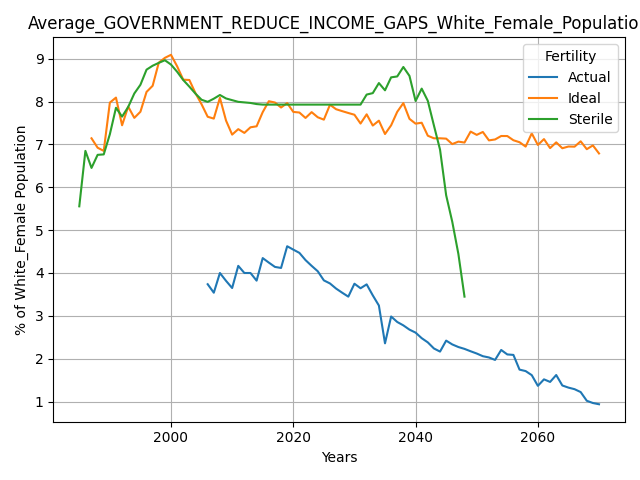 Average_GOVERNMENT_REDUCE_INCOME_GAPS_White_Female_Populatio
Fertility
Actual
Ideal
Sterile
% of White_Female Population
9
8
7
6
5
4
3
2
1
2000 2020 2040 2060
Years